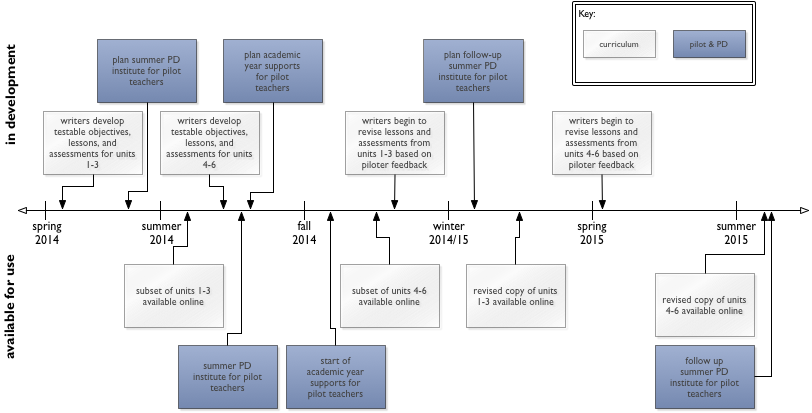 Key:
curriculum
pilot & PD
in development
plan summer PD
institute for pilot
teachers
plan academic
year supports
for pilot
teachers
plan follow-up
summer PD
institute for pilot
teachers
writers develop
testable objectives,
lessons, and
assessments for units
1-3
writers develop
testable objectives,
lessons, and
assessments for units
4-6
writers begin to
revise lessons and
assessments from
units 1-3 based on
piloter feedback
writers begin to
revise lessons and
assessments from
units 4-6 based on
piloter feedback
spring
2014
summer
2014
fall
2014
winter
2014/15
spring
2015
summer
2015
available for use
subset of units 1-3
available online
subset of units 4-6
available online
revised copy of units
1-3 available online
revised copy of units
4-6 available online
summer PD
institute for pilot
teachers
start of
academic year
supports for
pilot teachers
follow up
summer PD
institute for pilot
teachers